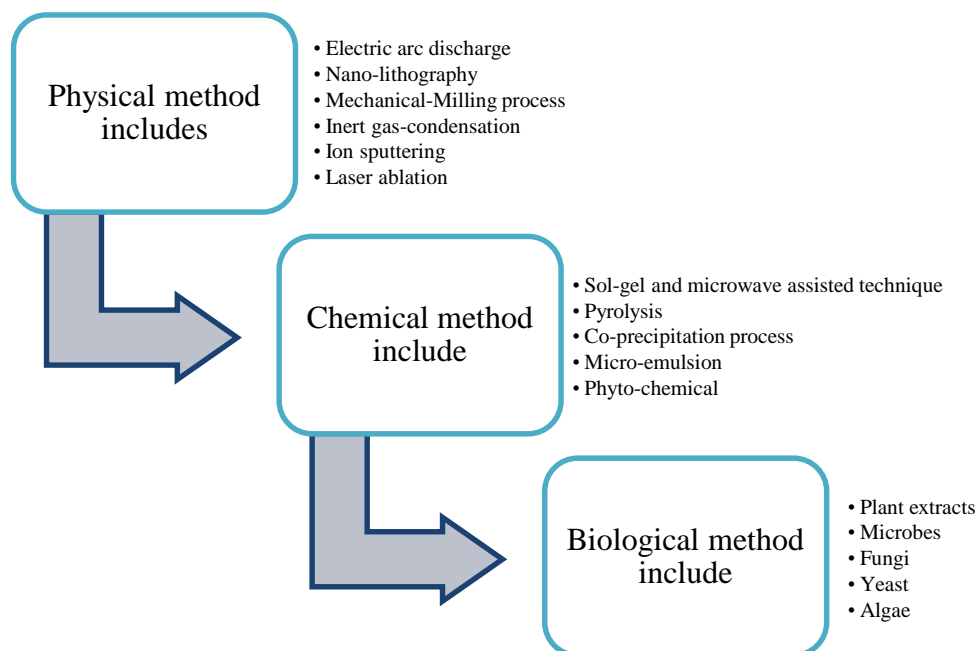 Physical method
includes
• Electric arc discharge
• Nano-lithography
• Mechanical-Milling process
• Inert gas-condensation
• Ion sputtering
• Laser ablation
Chemical method
include
• Sol-gel and microwave assisted technique
• Pyrolysis
• Co-precipitation process
• Micro-emulsion
• Phyto-chemical
Biological method
include
• Plant extracts
• Microbes
• Fungi
• Yeast
• Algae